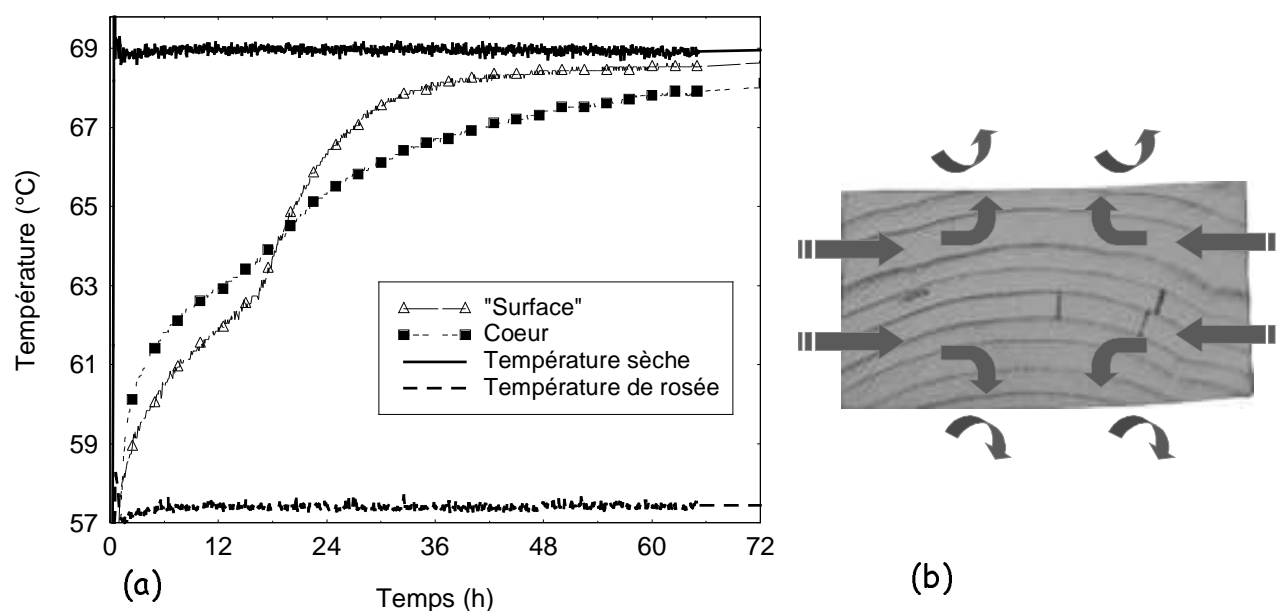 Température (°C)
69
67
65
63
61
59
57
"Surface"
Coeur
Température sèche
Température de rosée
0 12 24 36 48 60 72
Temps (h)
(a)
(b)